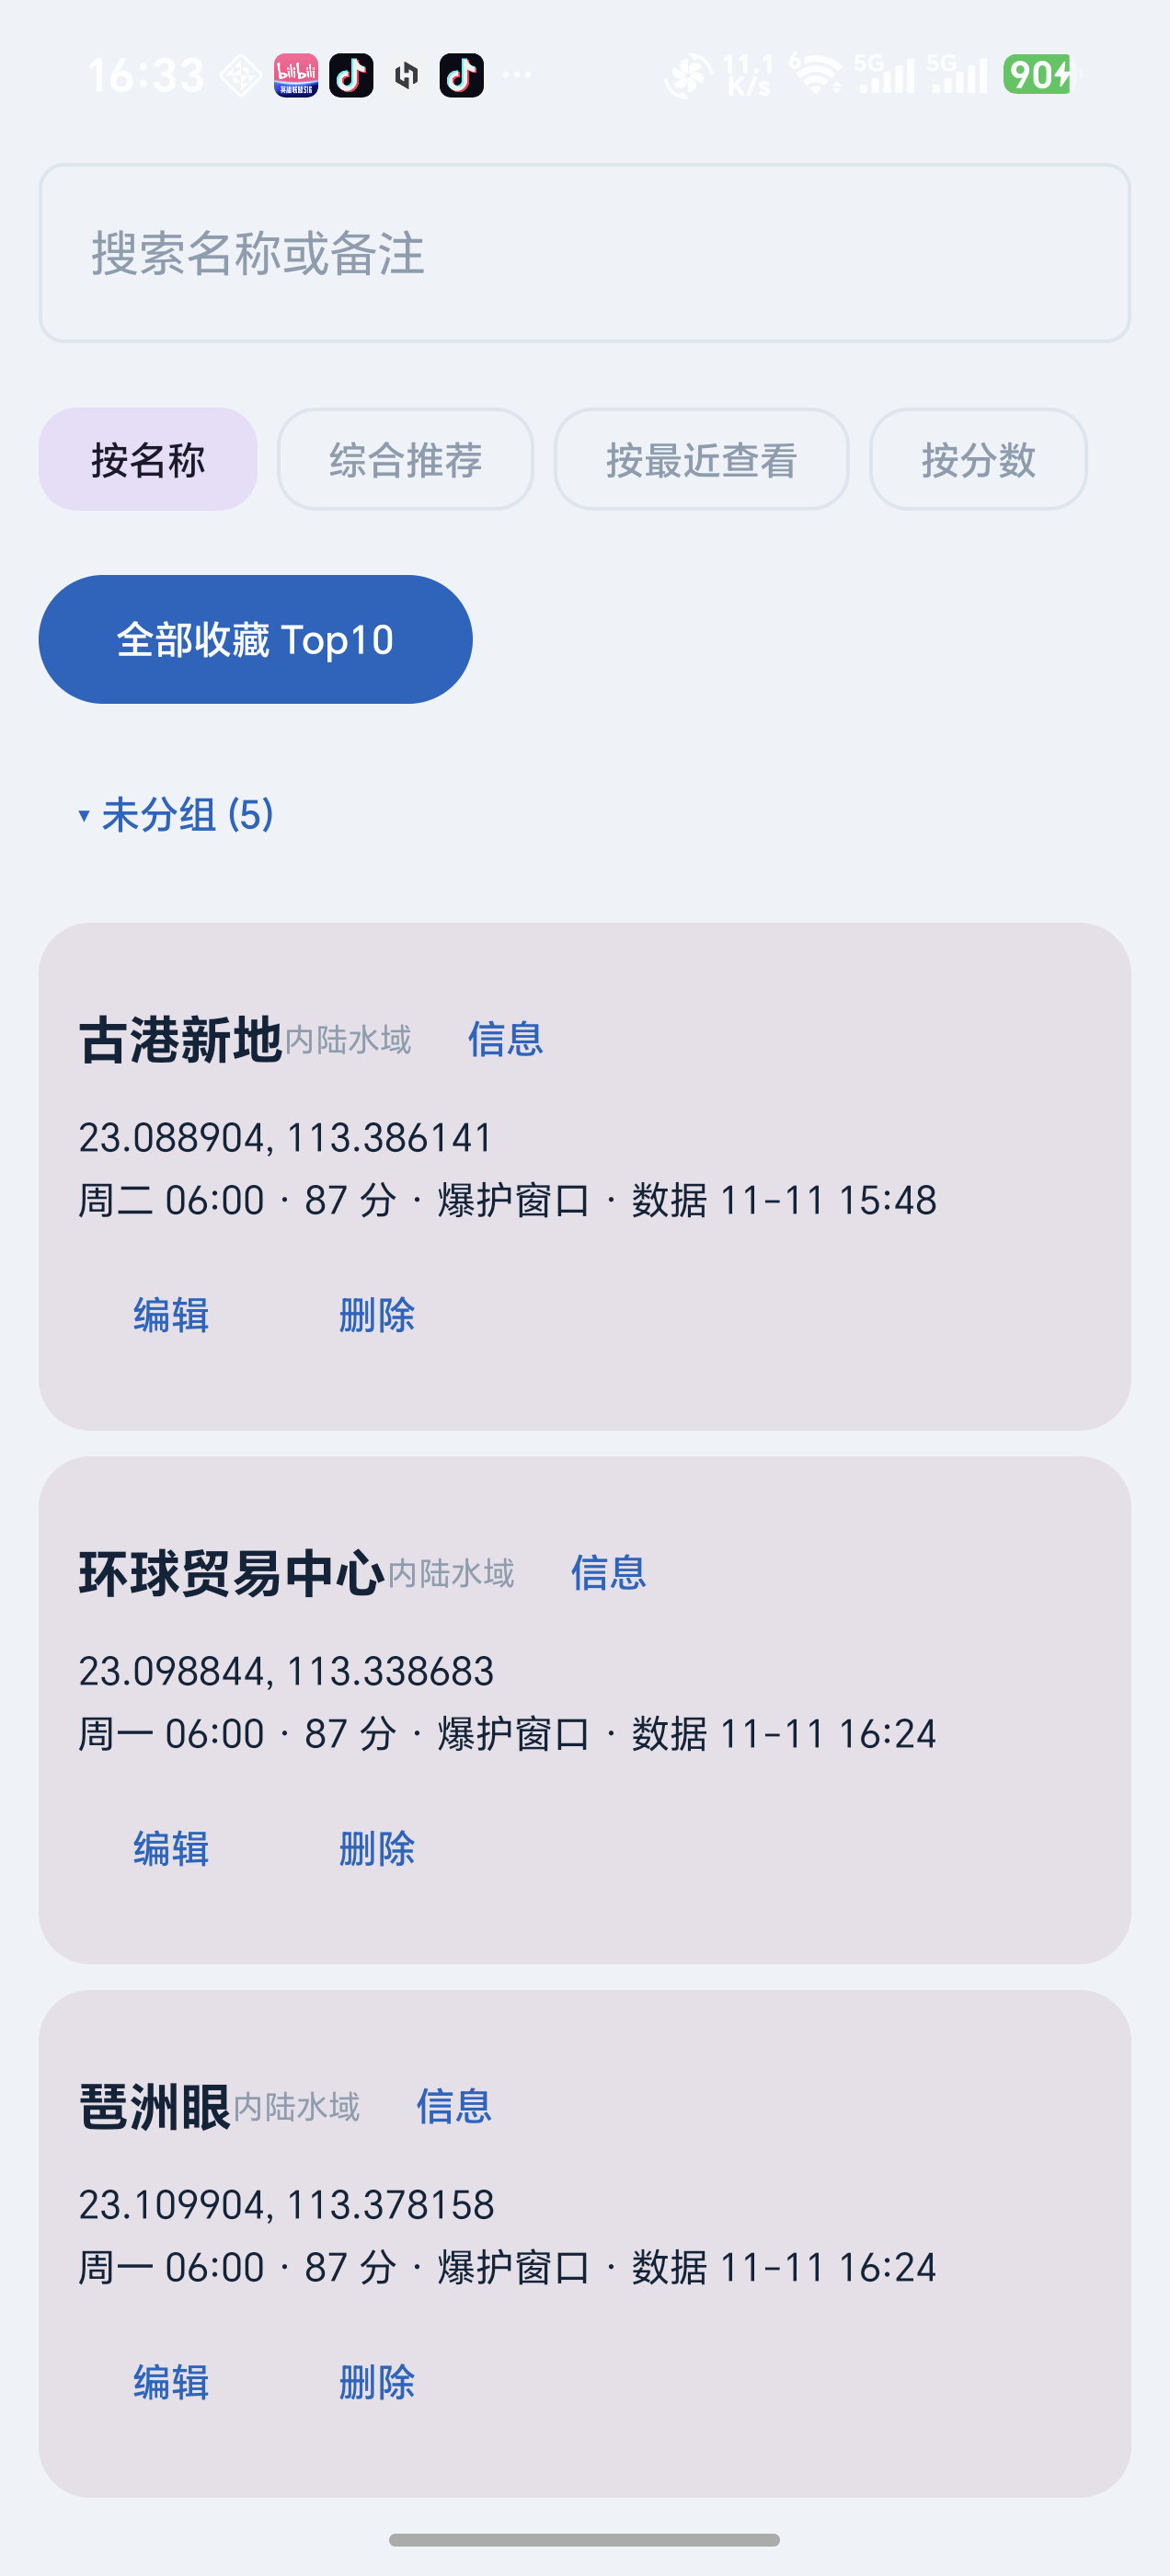 16:33
bilibili
11.1 K/s 6 5G 5G 90
搜索名称或备注
按名称 综合推荐 按最近查看 按分数
全部收藏 Top10
▾ 未分组 (5)
古港新地内陆水域 信息
23.088904, 113.386141
周二 06:00 · 87 分 · 爆护窗口 · 数据 11-11 15:48
编辑 删除
环球贸易中心内陆水域 信息
23.098844, 113.338683
周一 06:00 · 87 分 · 爆护窗口 · 数据 11-11 16:24
编辑 删除
琶洲眼内陆水域 信息
23.109904, 113.378158
周一 06:00 · 87 分 · 爆护窗口 · 数据 11-11 16:24
编辑 删除